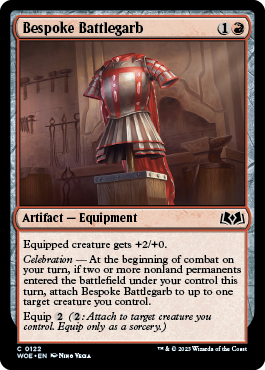 Bespoke Battlegarb 1
Artifact — Equipment
Equipped creature gets +2/+0.
Celebration — At the beginning of combat on
your turn, if two or more nonland permanents
entered the battlefield under your control this
turn, attach Bespoke Battlegarb to up to one
target creature you control.
Equip 2 (2: Attach to target creature you
control. Equip only as a sorcery.)
C 0122
WOE • EN Nino Vecia
™ & © 2023 Wizards of the Coast